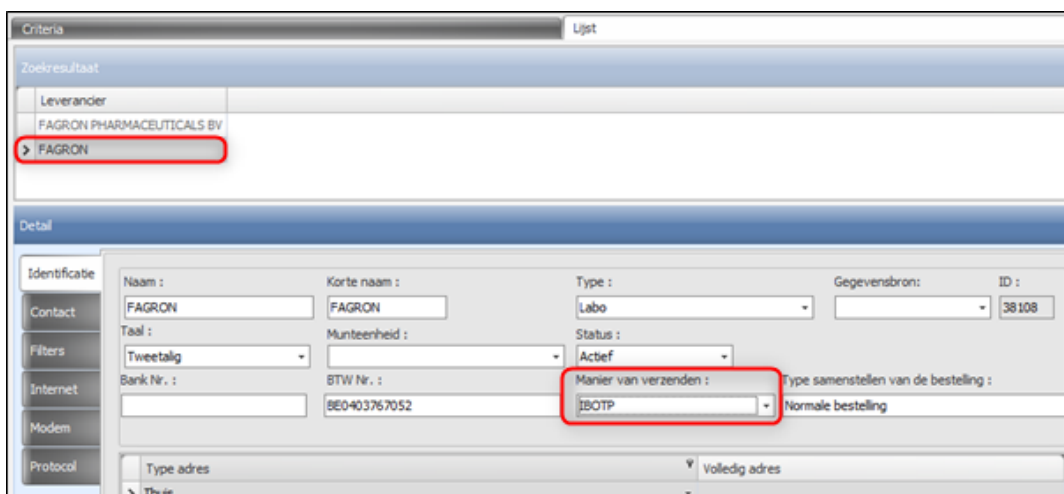 Criteria Lijst
Zoekresultaat
Leverancier
FAGRON PHARMACEUTICALS BV
FAGRON
Detail
Identificatie
Contact
Filters
Internet
Modem
Protocol
Naam : Korte naam : Type : Gegevensbron: ID :
FAGRON FAGRON Labo 38108
Taal : Munteenheid : Status :
Tweetalig Actief
Bank Nr. : BTW Nr. : Manier van verzenden : Type samenstellen van de bestelling :
BE0403767052 IBOTP Normale bestelling
Type adres Volledig adres
Thuis